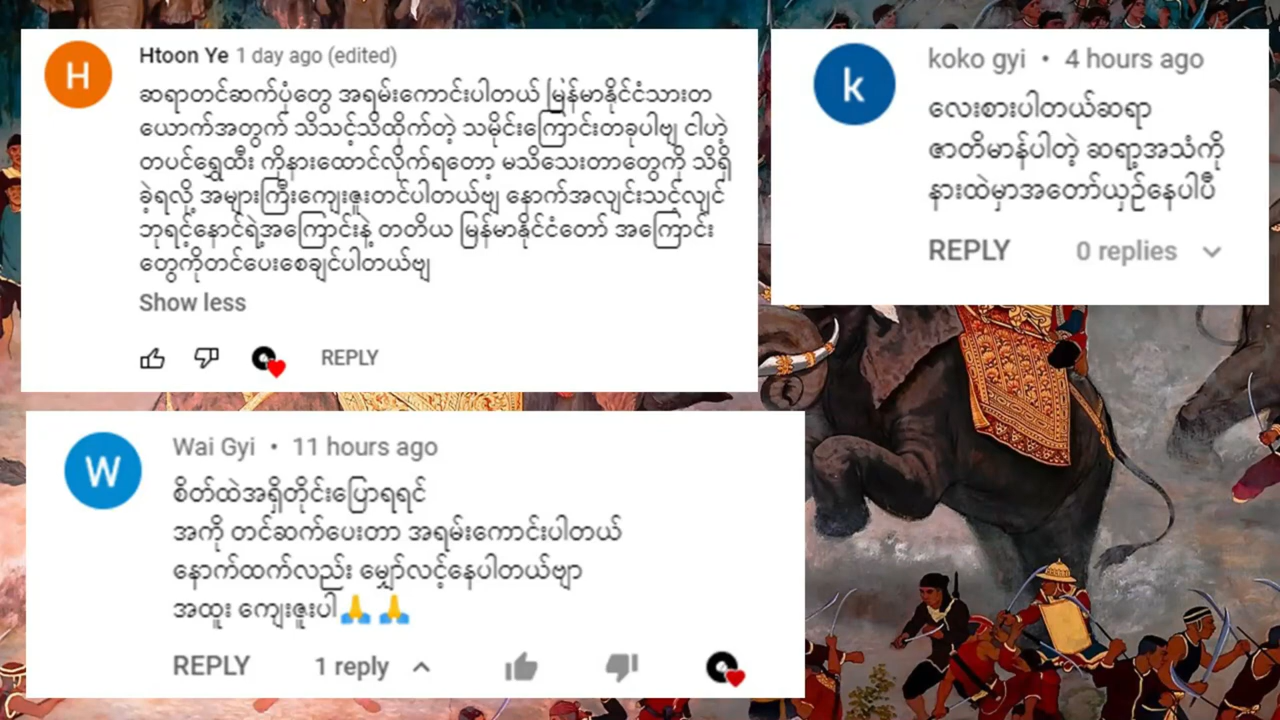 Htoon Ye 1 day ago (edited)
ဆရာတင်ဆက်ပုံတွေ အရမ်းကောင်းပါတယ် မြန်မာနိုင်ငံသားတ
ယောက်အတွက် သိသင့်သိထိုက်တဲ့ သမိုင်းကြောင်းတခုပါဗျ ငါဟဲ့
တပင်ရွှေထီး ကိုနားထောင်လိုက်ရတော့ မသိသေးတာတွေကို သိရှိ
ခဲ့ရလို့ အများကြီးကျေးဇူးတင်ပါတယ်ဗျ နောက်အလျင်းသင့်လျင်
ဘုရင့်နောင်ရဲ့အကြောင်းနဲ့ တတိယ မြန်မာနိုင်ငံတော် အကြောင်း
တွေကိုတင်ပေးစေချင်ပါတယ်ဗျ
Show less
REPLY
koko gyi • 4 hours ago
လေးစားပါတယ်ဆရာ
ဇာတိမာန်ပါတဲ့ ဆရာ့အသံကို
နားထဲမှာအတော်ယှဉ်နေပါပီ
REPLY 0 replies
Wai Gyi • 11 hours ago
စိတ်ထဲအရှိတိုင်းပြောရရင်
အကို တင်ဆက်ပေးတာ အရမ်းကောင်းပါတယ်
နောက်ထက်လည်း မျှော်လင့်နေပါတယ်ဗျာ
အထူး ကျေးဇူးပါ🙏 🙏
REPLY 1 reply